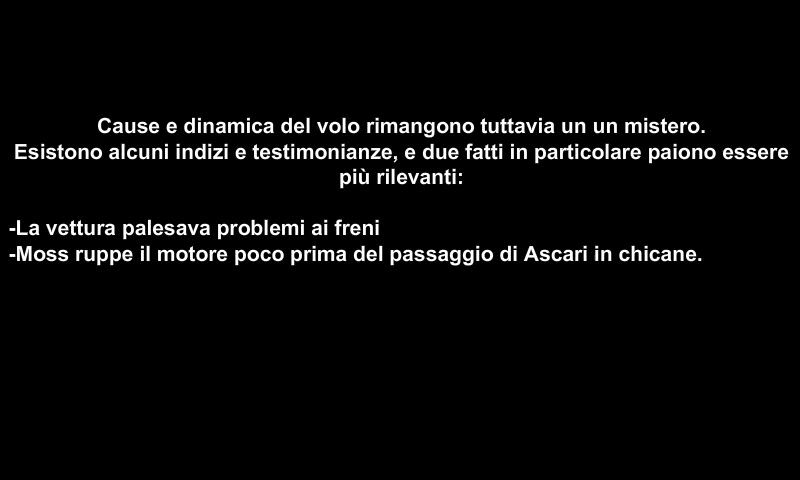 Cause e dinamica del volo rimangono tuttavia un un mistero.
Esistono alcuni indizi e testimonianze, e due fatti in particolare paiono essere
più rilevanti:
-La vettura palesava problemi ai freni
-Moss ruppe il motore poco prima del passaggio di Ascari in chicane.